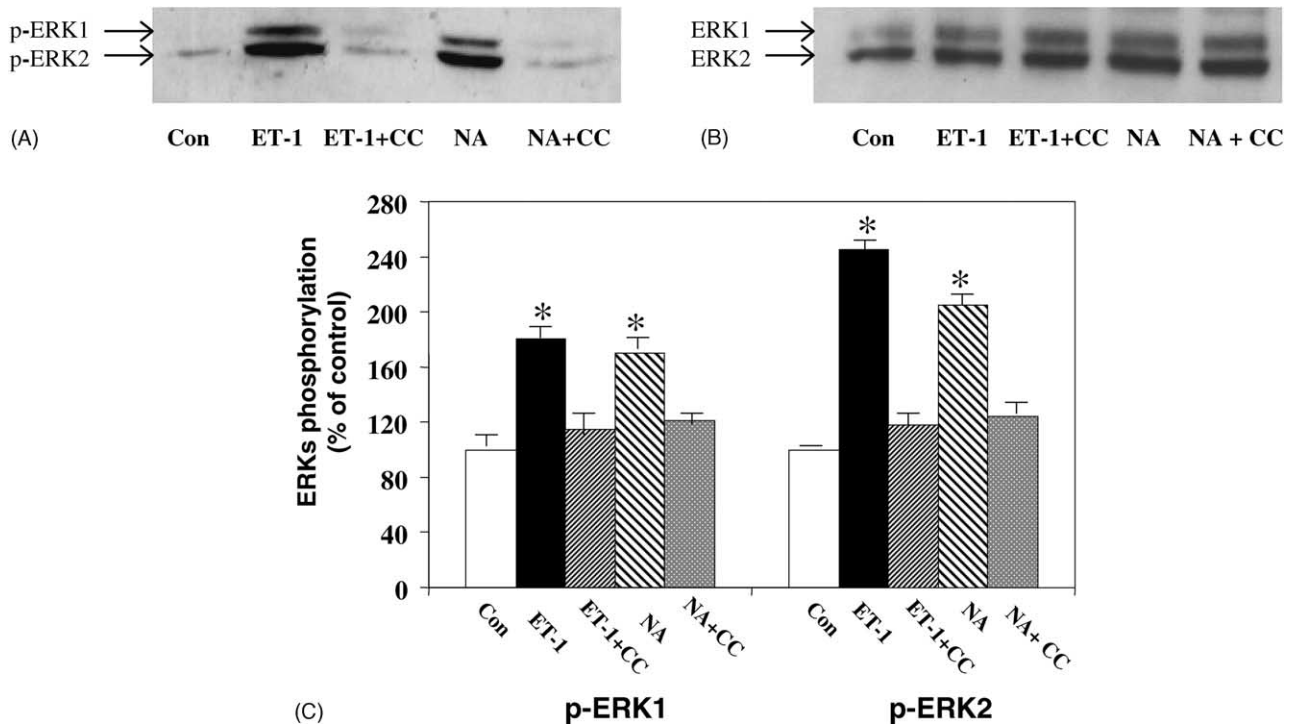 p-ERK1
p-ERK2
(A) Con ET-1 ET-1+CC NA NA+CC
ERK1
ERK2
(B) Con ET-1 ET-1+CC NA NA + CC
ERKs phosphorylation
(% of control)
280
240
200
160
120
80
40
0
* * * *
Con ET-1 ET-1+CC NA NA+CC Con ET-1 ET-1+CC NA NA+CC
(C) p-ERK1 p-ERK2